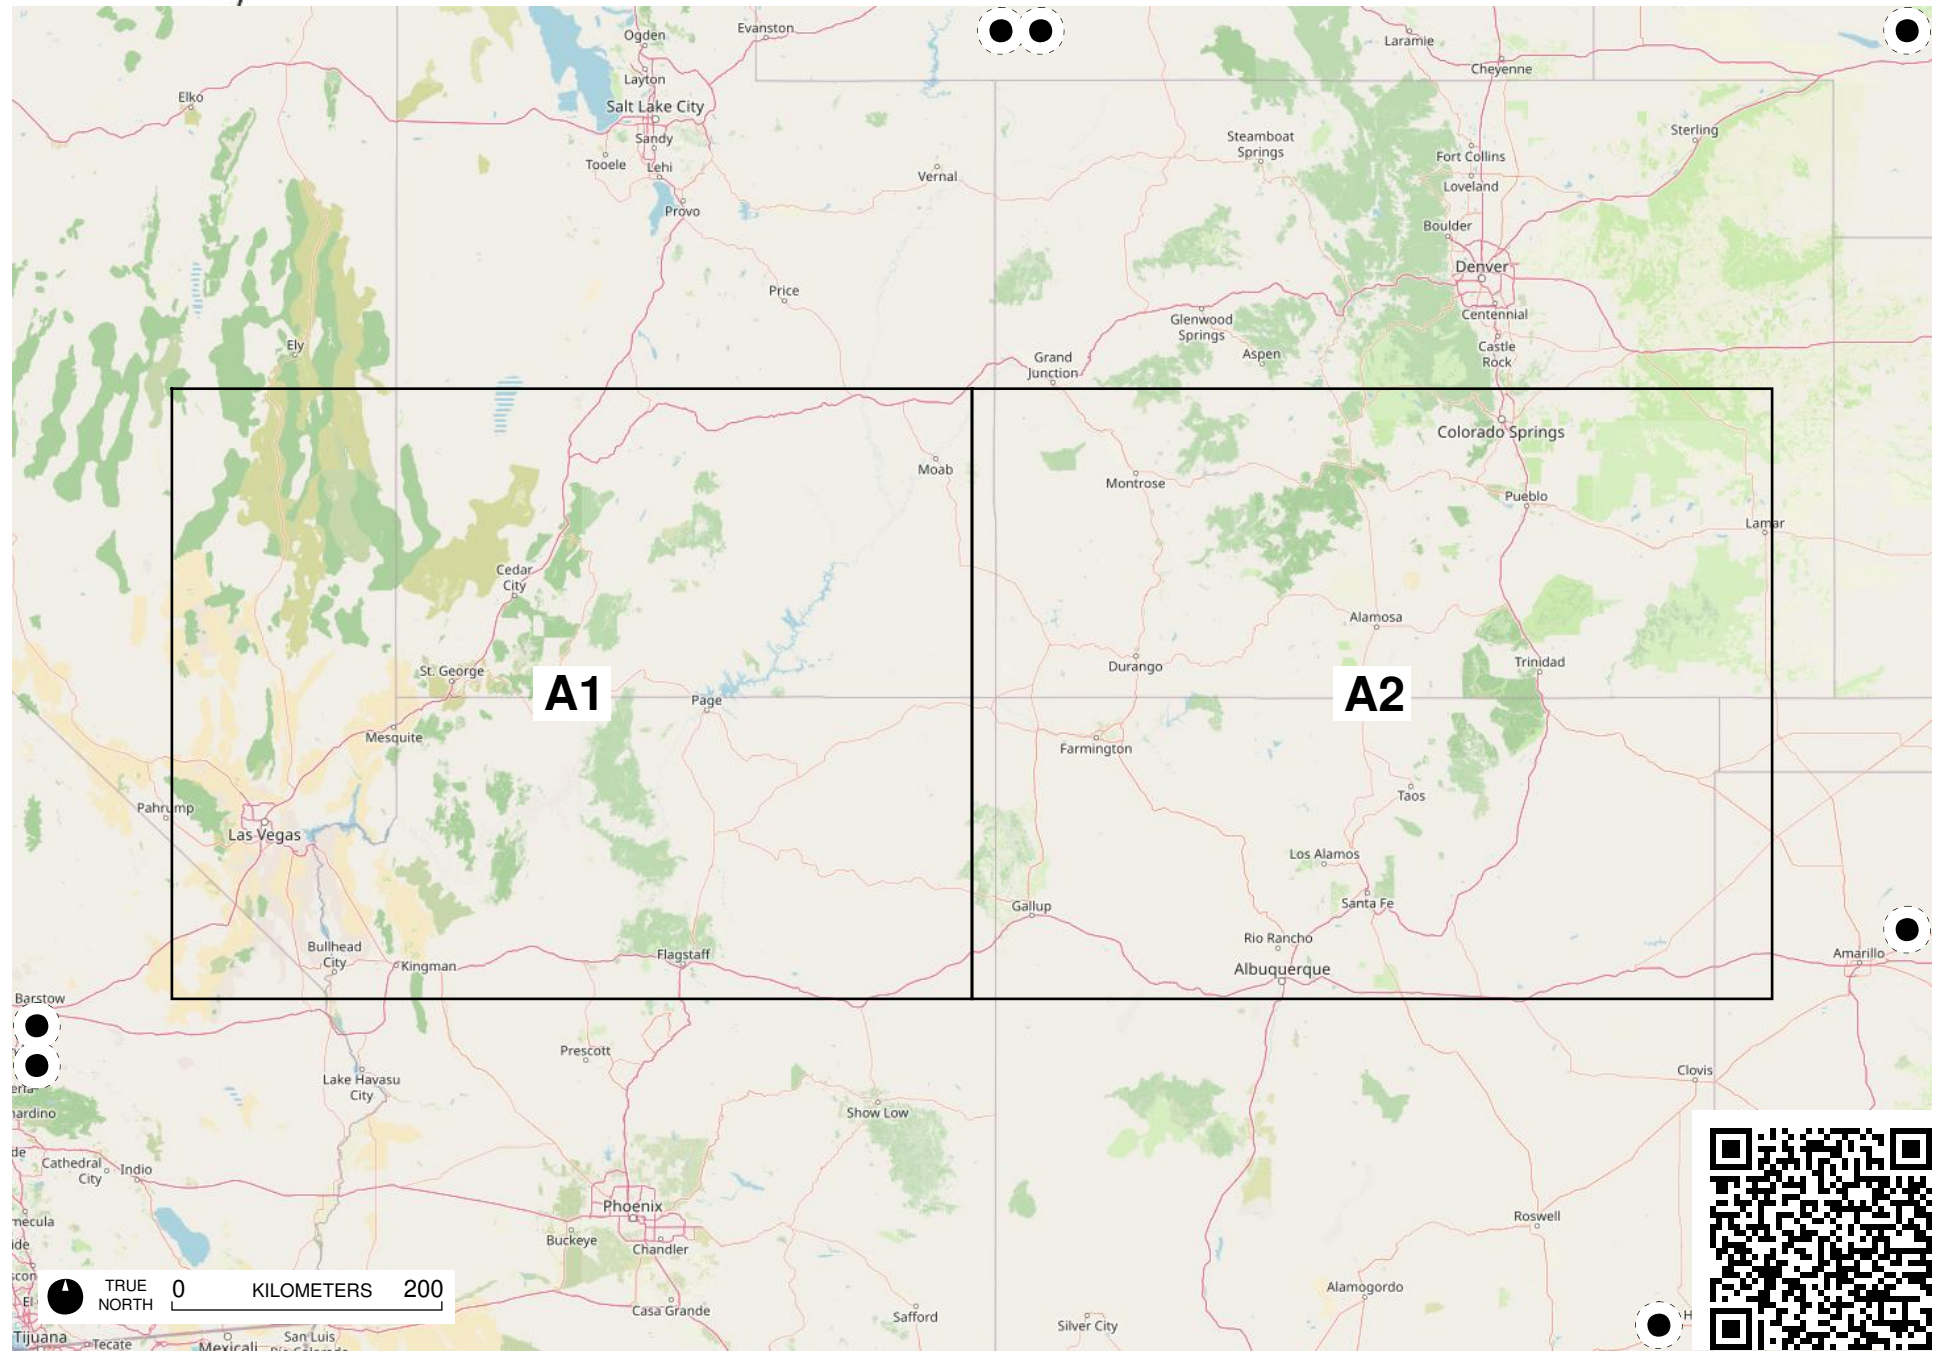 Ogden
Evanston
Laramie
Cheyenne
Layton
Elko
Salt Lake City
Sandy
Tooele
Lehi
Vernal
Provo
Steamboat
Springs
Sterling
Fort Collins
Loveland
Boulder
Denver
Price
Centennial
Glenwood
Springs
Ely
Aspen
Castle
Rock
Grand
Junction
Colorado Springs
Moab
Montrose
Pueblo
Lamar
Cedar
City
Alamosa
Durango
Trinidad
St. George
A1
A2
Page
Mesquite
Farmington
Taos
Pahrump
Las Vegas
Los Alamos
Gallup
Santa Fe
Rio Rancho
Bullhead
City
Kingman
Flagstaff
Albuquerque
Amarillo
Barstow
Prescott
Lake Havasu
City
Clovis
ardino
Show Low
Cathedral
City
Indio
Phoenix
Roswell
necula
Buckeye
Chandler
ide
scon
TRUE
NORTH
0 KILOMETERS 200
Alamogordo
El
Casa Grande
Safford
Silver City
H
Tijuana
Tecate
Mexicali
San Luis